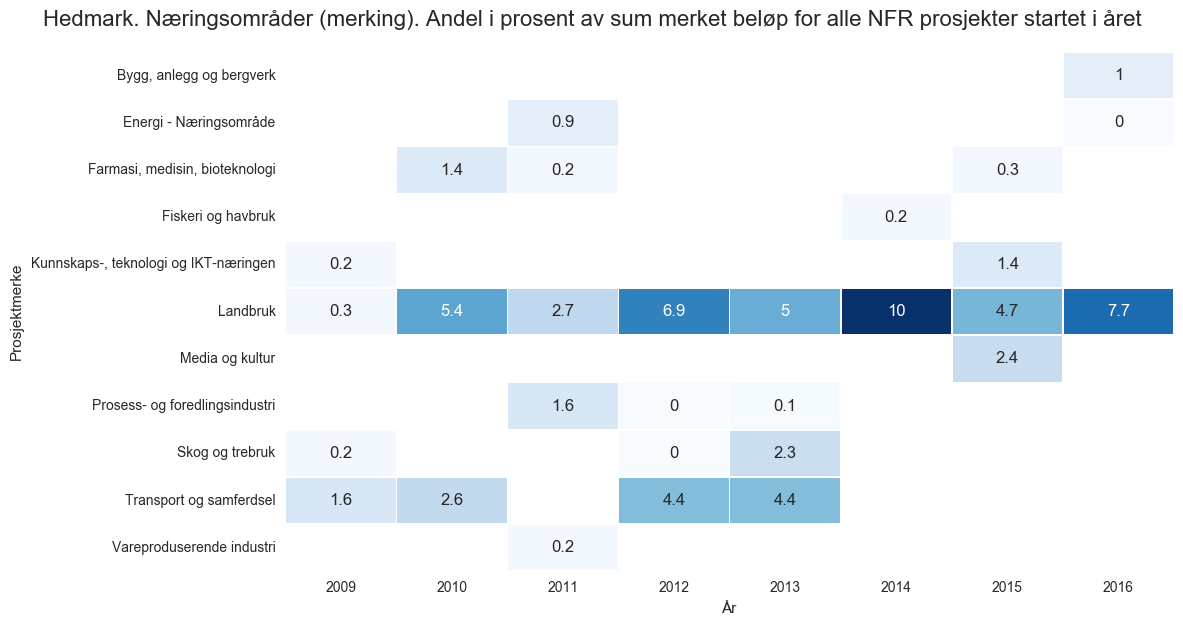 Hedmark. Næringsområder (merking). Andel i prosent av sum merket beløp for alle NFR prosjekter startet i året
Prosjektmerke
Bygg, anlegg og bergverk 1
Energi - Næringsområde 0.9 0
Farmasi, medisin, bioteknologi 1.4 0.2 0.3
Fiskeri og havbruk 0.2
Kunnskaps-, teknologi og IKT-næringen 0.2 1.4
Landbruk 0.3 5.4 2.7 6.9 5 10 4.7 7.7
Media og kultur 2.4
Prosess- og foredlingsindustri 1.6 0 0.1
Skog og trebruk 0.2 0 2.3
Transport og samferdsel 1.6 2.6 4.4 4.4
Vareproduserende industri 0.2
2009 2010 2011 2012 2013 2014 2015 2016
År